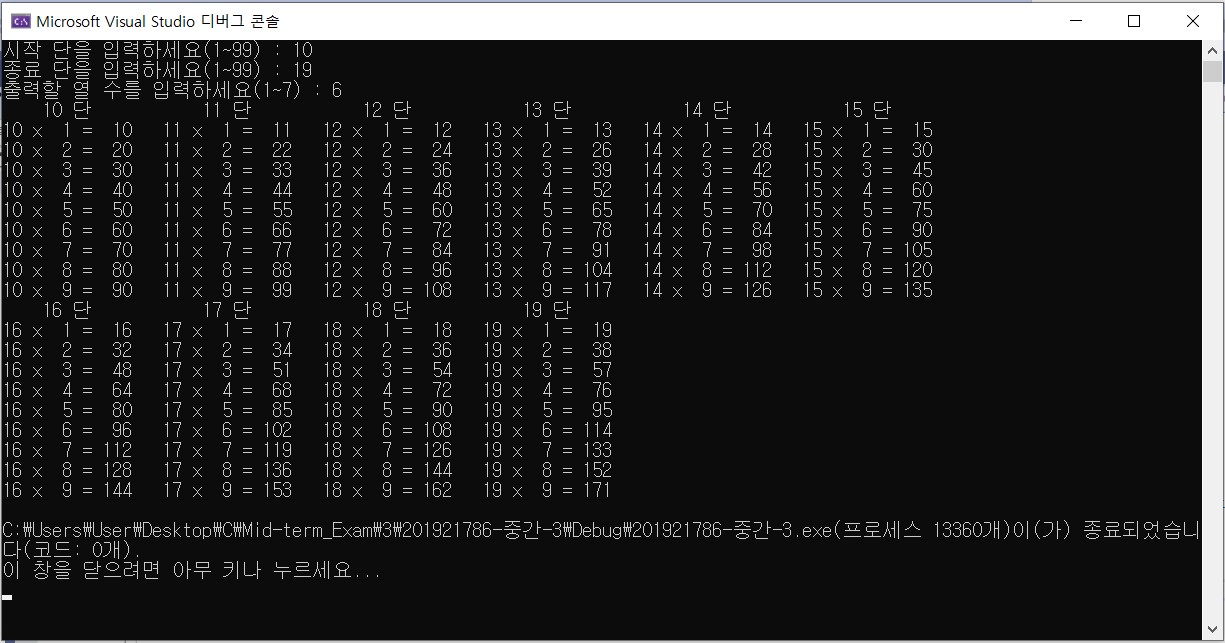 Microsoft Visual Studio 디버그 콘솔
시작 단을 입력하세요(1~99) : 10
종료 단을 입력하세요(1~99) : 19
출력할 열 수를 입력하세요(1~7) : 6
10 단 11 단 12 단 13 단 14 단 15 단
10 × 1 = 10 11 × 1 = 11 12 × 1 = 12 13 × 1 = 13 14 × 1 = 14 15 × 1 = 15
10 × 2 = 20 11 × 2 = 22 12 × 2 = 24 13 × 2 = 26 14 × 2 = 28 15 × 2 = 30
10 × 3 = 30 11 × 3 = 33 12 × 3 = 36 13 × 3 = 39 14 × 3 = 42 15 × 3 = 45
10 × 4 = 40 11 × 4 = 44 12 × 4 = 48 13 × 4 = 52 14 × 4 = 56 15 × 4 = 60
10 × 5 = 50 11 × 5 = 55 12 × 5 = 60 13 × 5 = 65 14 × 5 = 70 15 × 5 = 75
10 × 6 = 60 11 × 6 = 66 12 × 6 = 72 13 × 6 = 78 14 × 6 = 84 15 × 6 = 90
10 × 7 = 70 11 × 7 = 77 12 × 7 = 84 13 × 7 = 91 14 × 7 = 98 15 × 7 = 105
10 × 8 = 80 11 × 8 = 88 12 × 8 = 96 13 × 8 = 104 14 × 8 = 112 15 × 8 = 120
10 × 9 = 90 11 × 9 = 99 12 × 9 = 108 13 × 9 = 117 14 × 9 = 126 15 × 9 = 135
16 단 17 단 18 단 19 단
16 × 1 = 16 17 × 1 = 17 18 × 1 = 18 19 × 1 = 19
16 × 2 = 32 17 × 2 = 34 18 × 2 = 36 19 × 2 = 38
16 × 3 = 48 17 × 3 = 51 18 × 3 = 54 19 × 3 = 57
16 × 4 = 64 17 × 4 = 68 18 × 4 = 72 19 × 4 = 76
16 × 5 = 80 17 × 5 = 85 18 × 5 = 90 19 × 5 = 95
16 × 6 = 96 17 × 6 = 102 18 × 6 = 108 19 × 6 = 114
16 × 7 = 112 17 × 7 = 119 18 × 7 = 126 19 × 7 = 133
16 × 8 = 128 17 × 8 = 136 18 × 8 = 144 19 × 8 = 152
16 × 9 = 144 17 × 9 = 153 18 × 9 = 162 19 × 9 = 171
C:₩Users₩User₩Desktop₩C₩Mid-term_Exam₩3₩201921786-중간-3₩Debug₩201921786-중간-3.exe(프로세스 13360개)이(가) 종료되었습니
다(코드: 0개).
이 창을 닫으려면 아무 키나 누르세요...